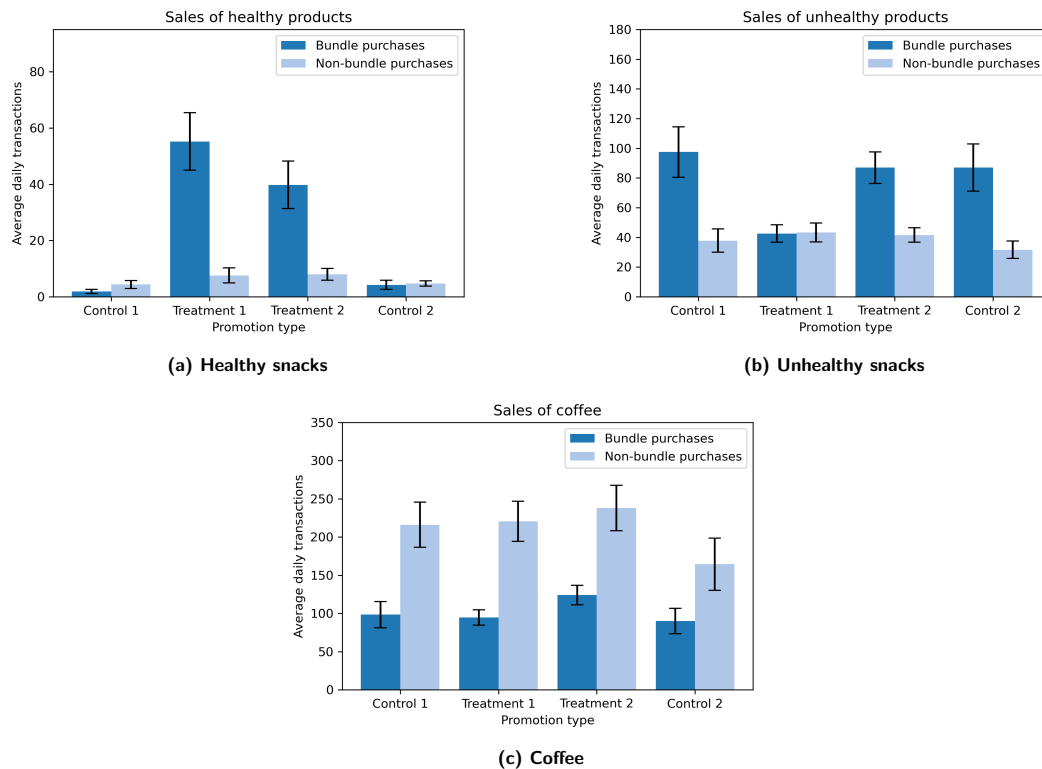 Sales of healthy products
Bundle purchases
Non-bundle purchases
Average daily transactions
80
60
40
20
0
Control 1 Treatment 1 Treatment 2 Control 2
Promotion type
(a) Healthy snacks
Sales of unhealthy products
Bundle purchases
Non-bundle purchases
Average daily transactions
180
160
140
120
100
80
60
40
20
0
Control 1 Treatment 1 Treatment 2 Control 2
Promotion type
(b) Unhealthy snacks
Sales of coffee
Bundle purchases
Non-bundle purchases
Average daily transactions
350
300
250
200
150
100
50
0
Control 1 Treatment 1 Treatment 2 Control 2
Promotion type
(c) Coffee